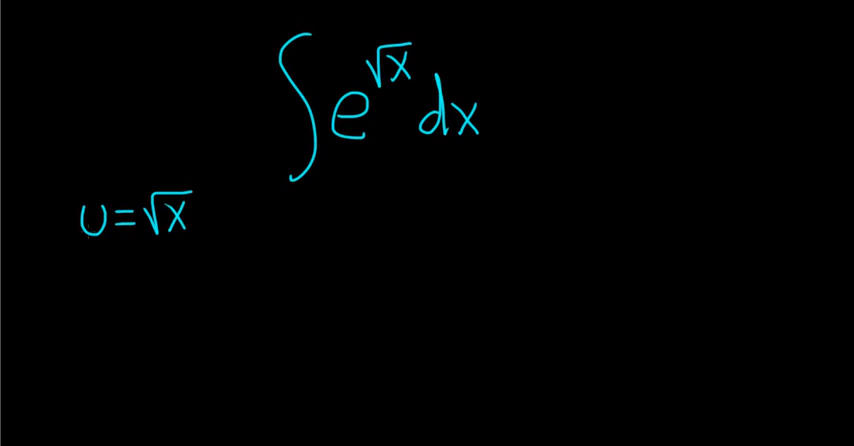 ∫ e^√x dx
u = √x